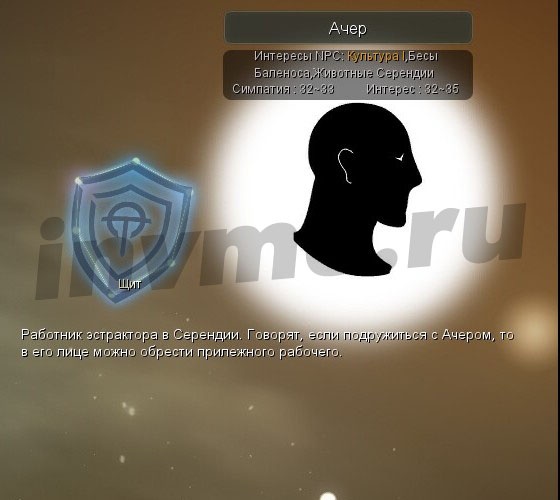 Ачер
Интересы NPC: Культура I,Бесы
Баленоса,Животные Серендии
Симпатия : 32~33 Интерес : 32~35
Щит
Работник эстрактора в Серендии. Говорят, если подружиться с Ачером, то
в его лице можно обрести прилежного рабочего.